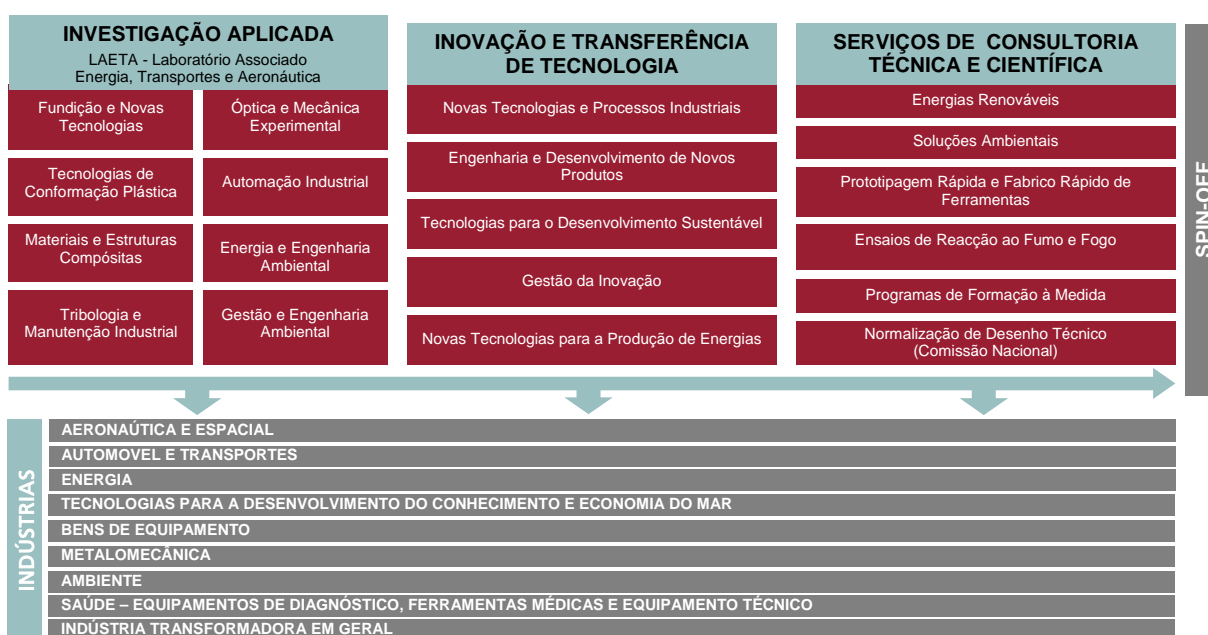 INVESTIGAÇÃO APLICADA
LAETA - Laboratório Associado
Energia, Transportes e Aeronáutica
Fundição e Novas
Tecnologias
Óptica e Mecânica
Experimental
Tecnologias de
Conformação Plástica
Automação Industrial
Materiais e Estruturas
Compósitas
Energia e Engenharia
Ambiental
Tribologia e
Manutenção Industrial
Gestão e Engenharia
Ambiental
INOVAÇÃO E TRANSFERÊNCIA
DE TECNOLOGIA
Novas Tecnologias e Processos Industriais
Engenharia e Desenvolvimento de Novos
Produtos
Tecnologias para o Desenvolvimento Sustentável
Gestão da Inovação
Novas Tecnologias para a Produção de Energias
SERVIÇOS DE CONSULTORIA
TÉCNICA E CIENTÍFICA
Energias Renováveis
Soluções Ambientais
Prototipagem Rápida e Fabrico Rápido de
Ferramentas
Ensaios de Reacção ao Fumo e Fogo
Programas de Formação à Medida
Normalização de Desenho Técnico
(Comissão Nacional)
SPIN-OFF
INDÚSTRIAS
AERONAÚTICA E ESPACIAL
AUTOMOVEL E TRANSPORTES
ENERGIA
TECNOLOGIAS PARA A DESENVOLVIMENTO DO CONHECIMENTO E ECONOMIA DO MAR
BENS DE EQUIPAMENTO
METALOMECÂNICA
AMBIENTE
SAÚDE – EQUIPAMENTOS DE DIAGNÓSTICO, FERRAMENTAS MÉDICAS E EQUIPAMENTO TÉCNICO
INDÚSTRIA TRANSFORMADORA EM GERAL